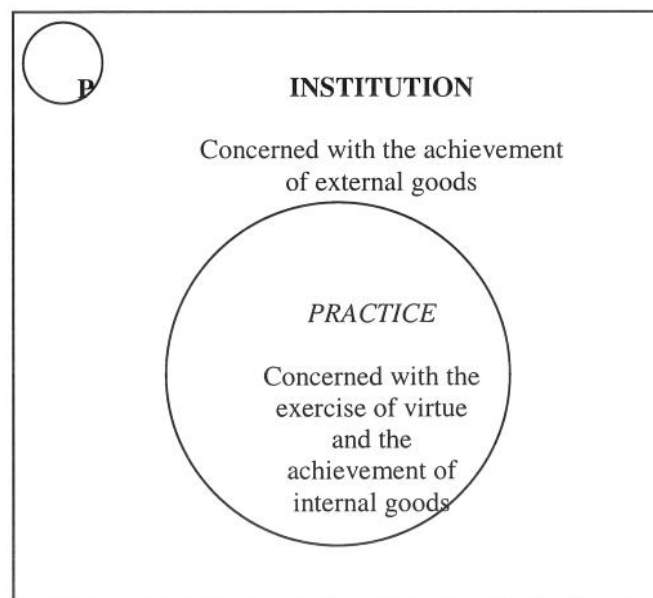 P
INSTITUTION
Concerned with the achievement
of external goods
PRACTICE
Concerned with the
exercise of virtue
and the
achievement of
internal goods